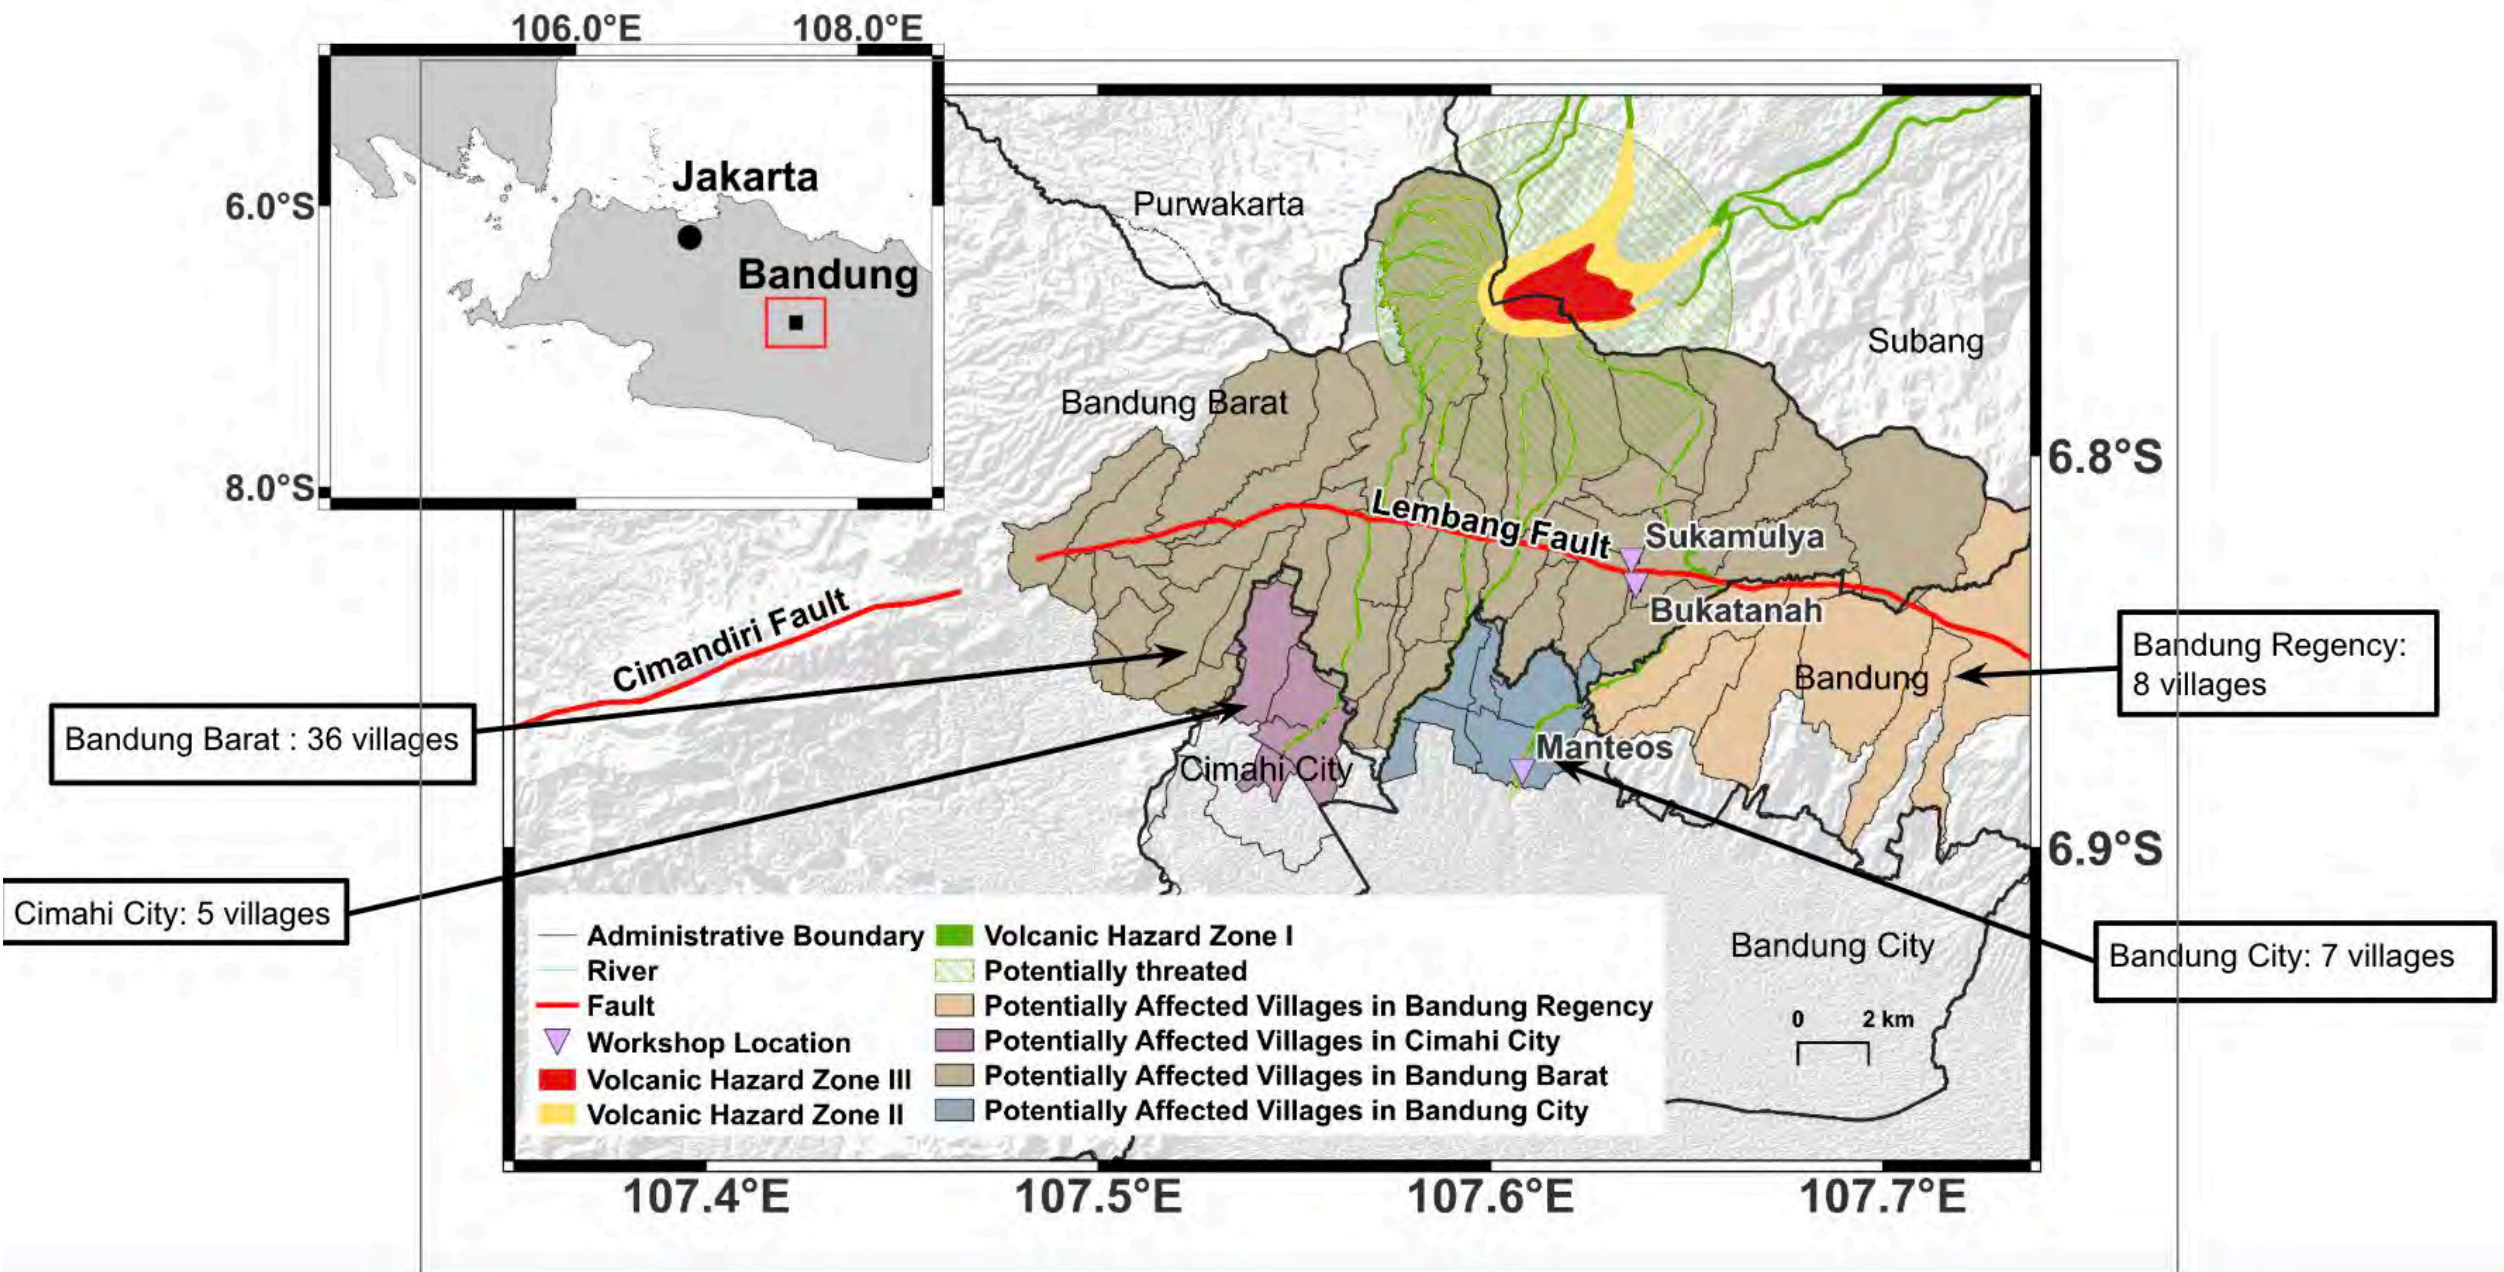 106.0°E
108.0°E
6.0°S
8.0°S
Jakarta
Bandung
Purwakarta
Subang
Bandung Barat
6.8°S
Lembang Fault
Sukamulya
Bukatanah
Cimandiri Fault
Bandung
Bandung Regency:
8 villages
Bandung Barat : 36 villages
Manteos
Cimahi City
6.9°S
Cimahi City: 5 villages
Bandung City
Bandung City: 7 villages
0 2 km
Administrative Boundary
River
Fault
Workshop Location
Volcanic Hazard Zone III
Volcanic Hazard Zone II
Volcanic Hazard Zone I
Potentially threated
Potentially Affected Villages in Bandung Regency
Potentially Affected Villages in Cimahi City
Potentially Affected Villages in Bandung Barat
Potentially Affected Villages in Bandung City
107.4°E
107.5°E
107.6°E
107.7°E